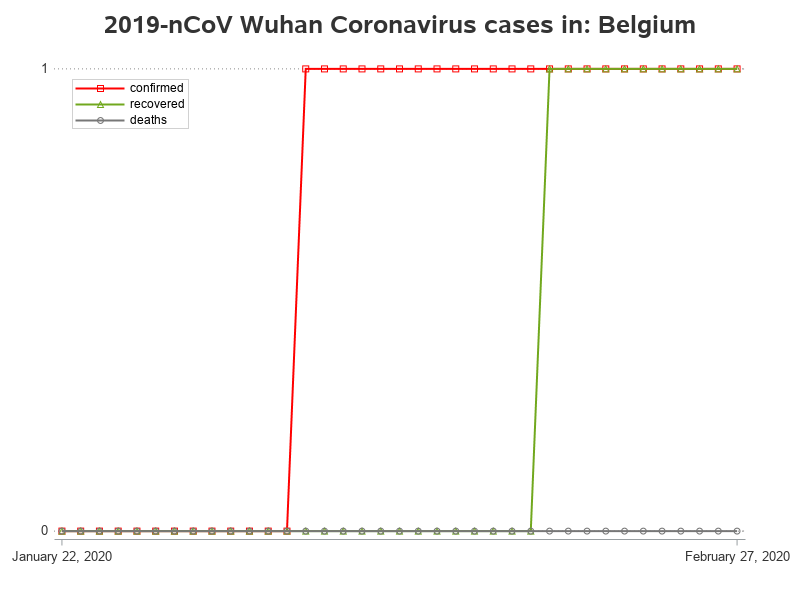 2019-nCoV Wuhan Coronavirus cases in: Belgium
1
confirmed
recovered
deaths
0
January 22, 2020
February 27, 2020